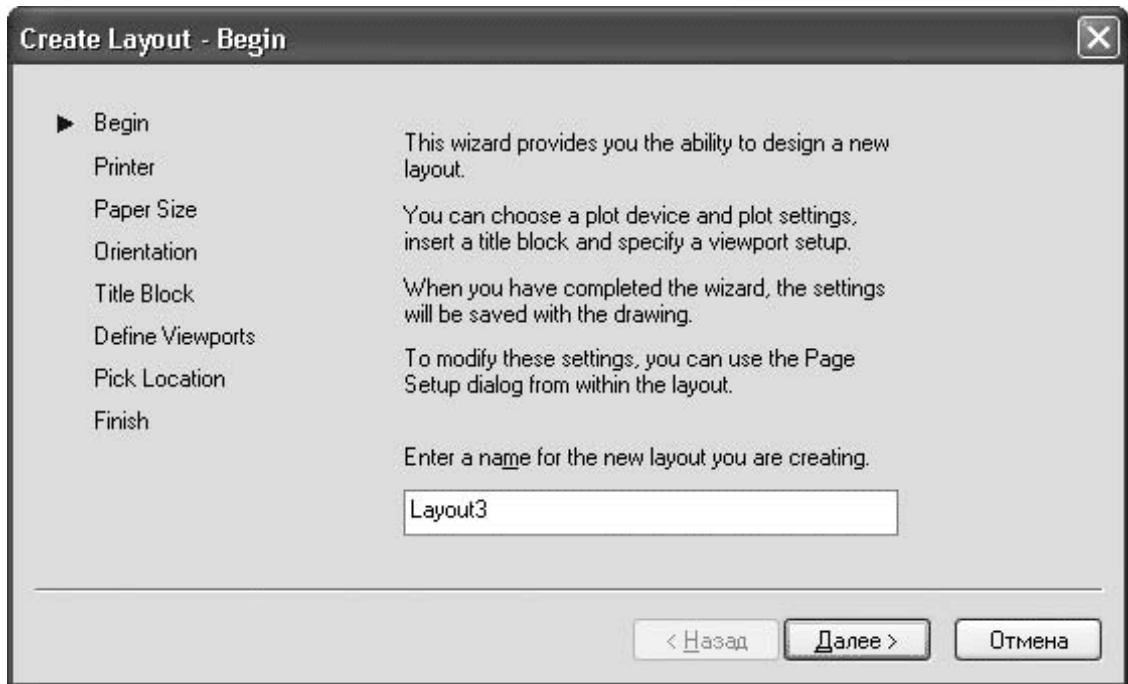 Create Layout - Begin
Begin
Printer
Paper Size
Orientation
Title Block
Define Viewports
Pick Location
Finish
This wizard provides you the ability to design a new
layout.
You can choose a plot device and plot settings,
insert a title block and specify a viewport setup.
When you have completed the wizard, the settings
will be saved with the drawing.
To modify these settings, you can use the Page
Setup dialog from within the layout.
Enter a name for the new layout you are creating.
Layout3
< Назад
Далее >
Отмена